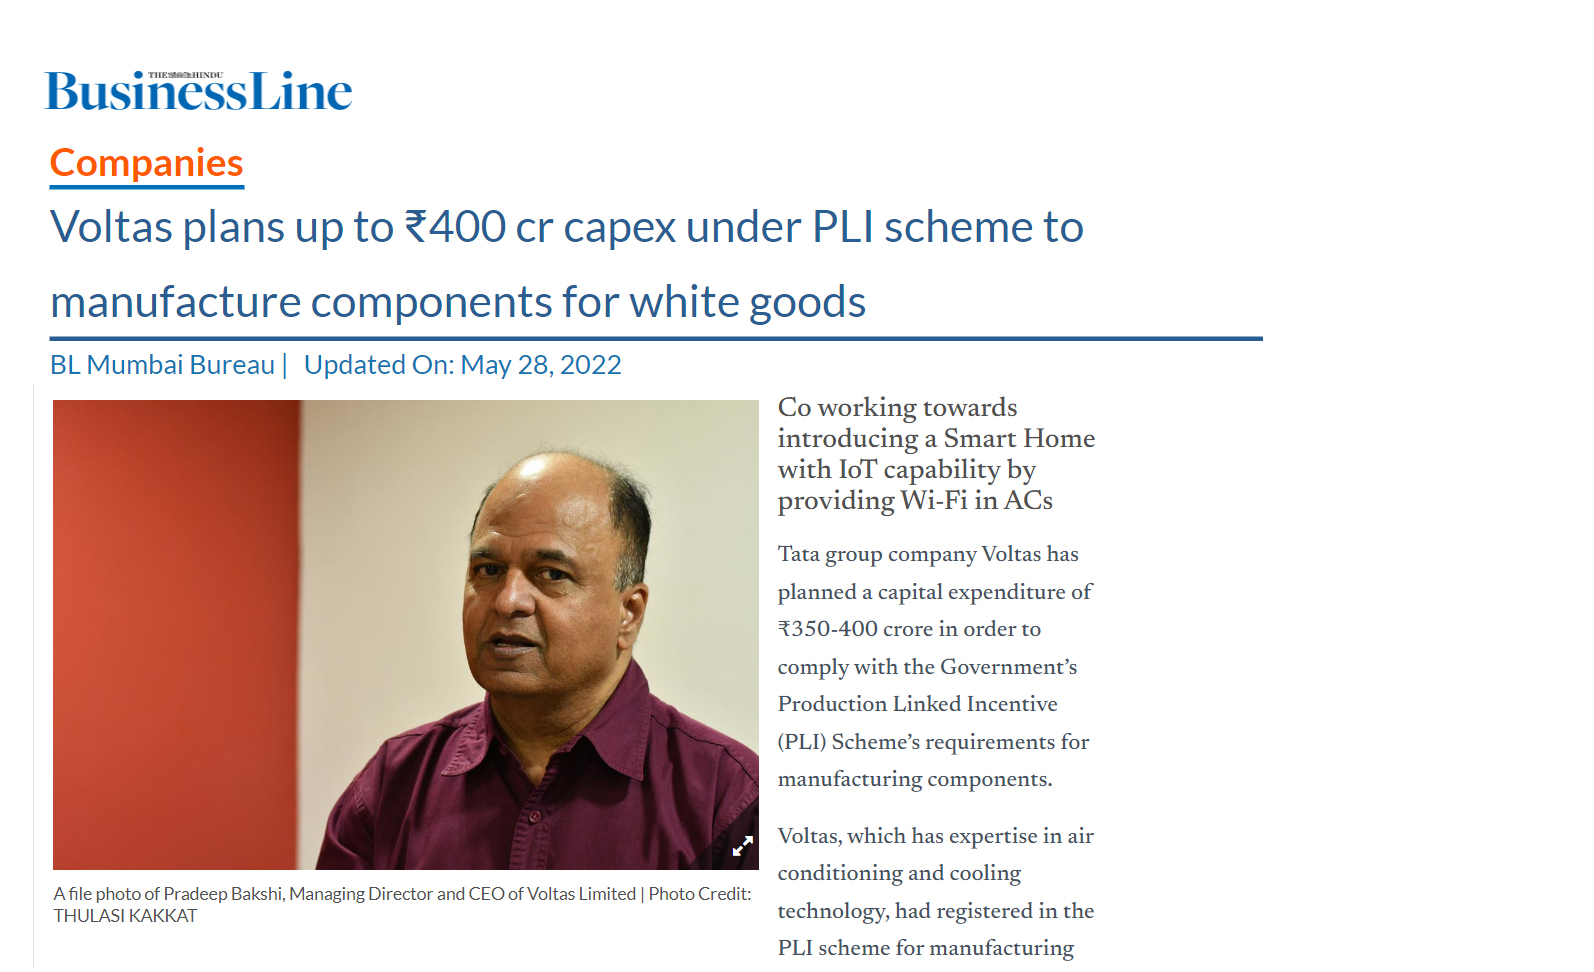 THE HINDU
BusinessLine
Companies
Voltas plans up to ₹400 cr capex under PLI scheme to
manufacture components for white goods
BL Mumbai Bureau | Updated On: May 28, 2022
Co working towards
introducing a Smart Home
with IoT capability by
providing Wi-Fi in ACs
Tata group company Voltas has
planned a capital expenditure of
₹350-400 crore in order to
comply with the Government’s
Production Linked Incentive
(PLI) Scheme’s requirements for
manufacturing components.
Voltas, which has expertise in air
conditioning and cooling
technology, had registered in the
PLI scheme for manufacturing
A file photo of Pradeep Bakshi, Managing Director and CEO of Voltas Limited | Photo Credit:
THULASI KAKKAT